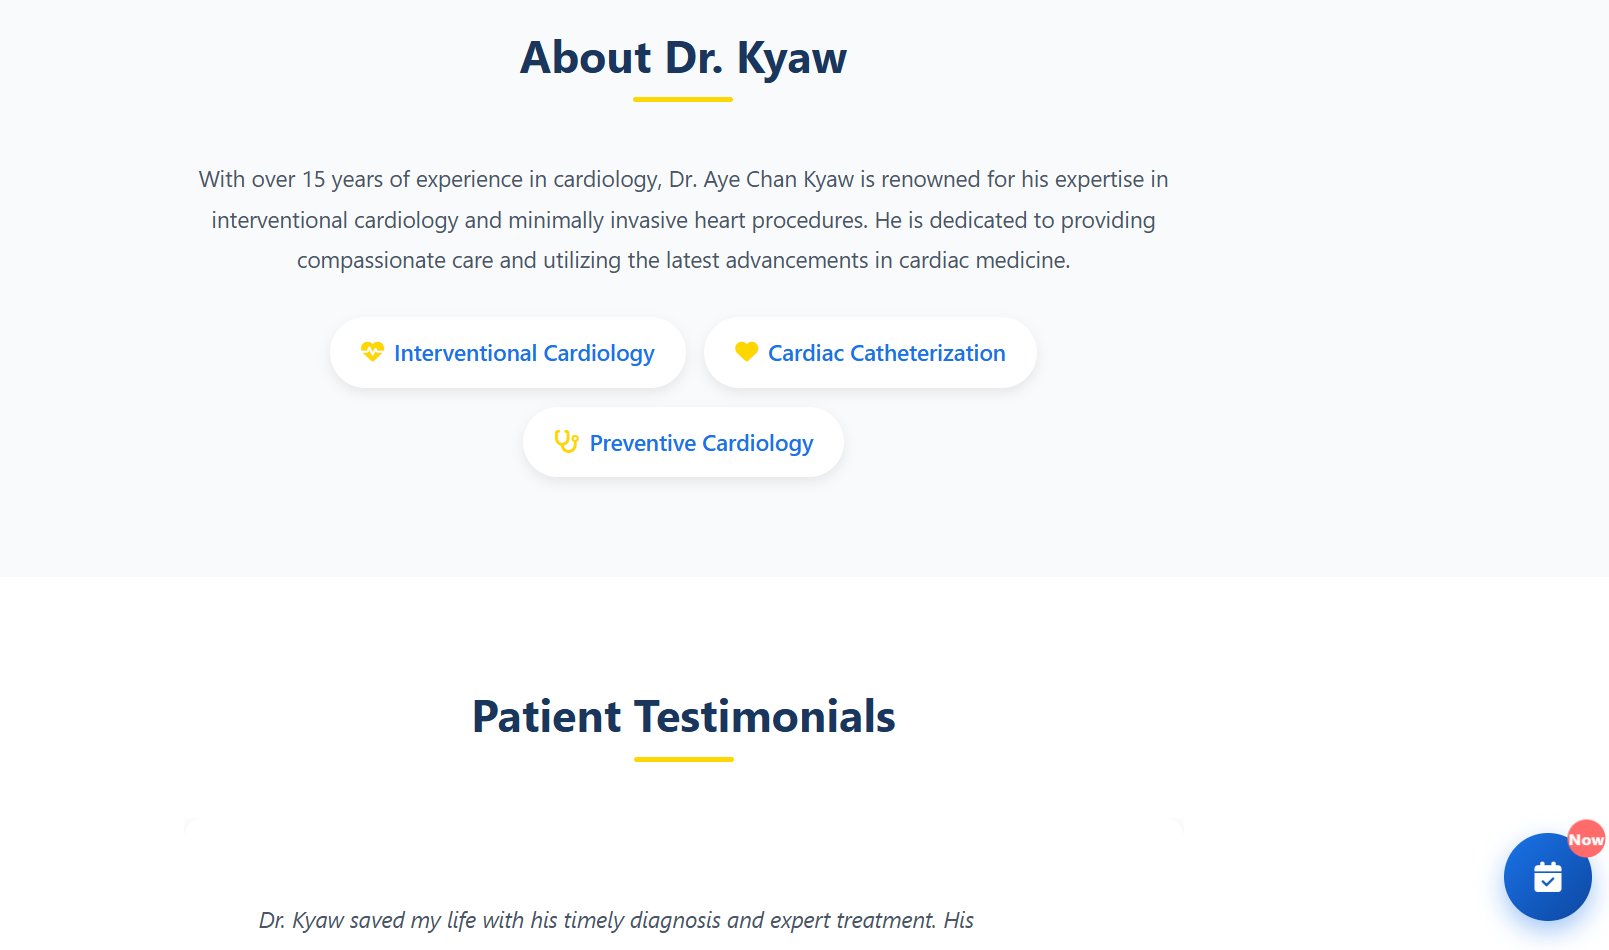 About Dr. Kyaw
With over 15 years of experience in cardiology, Dr. Aye Chan Kyaw is renowned for his expertise in
interventional cardiology and minimally invasive heart procedures. He is dedicated to providing
compassionate care and utilizing the latest advancements in cardiac medicine.
Interventional Cardiology
Cardiac Catheterization
Preventive Cardiology
Patient Testimonials
Now
Dr. Kyaw saved my life with his timely diagnosis and expert treatment. His